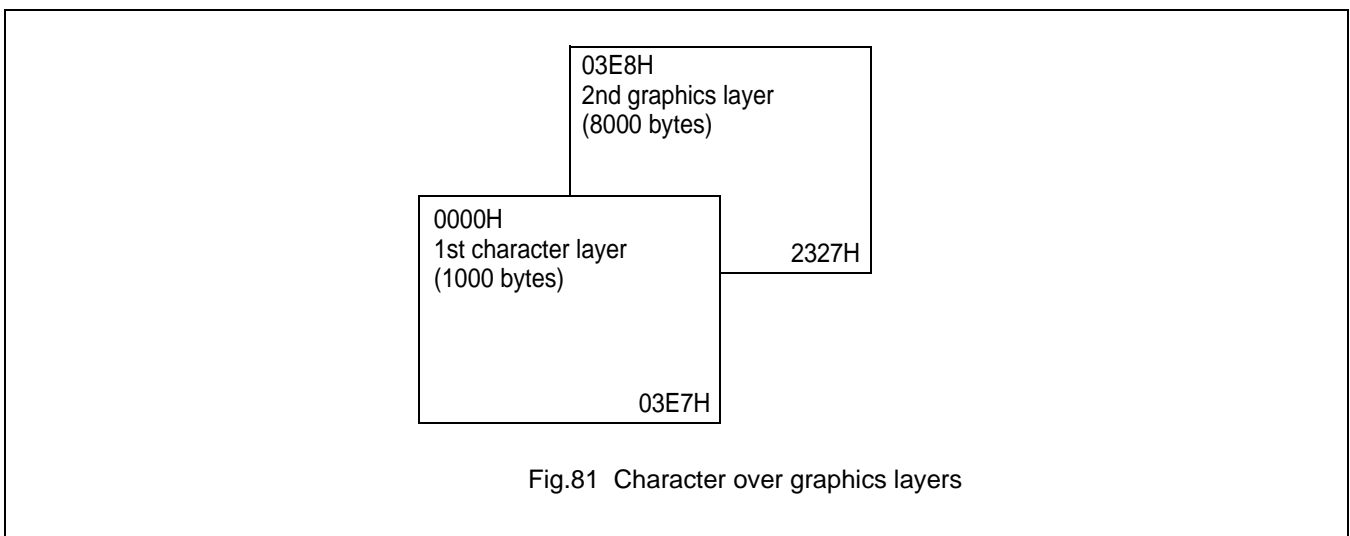 03E8H
2nd graphics layer
(8000 bytes)
2327H
0000H
1st character layer
(1000 bytes)
03E7H
Fig.81 Character over graphics layers